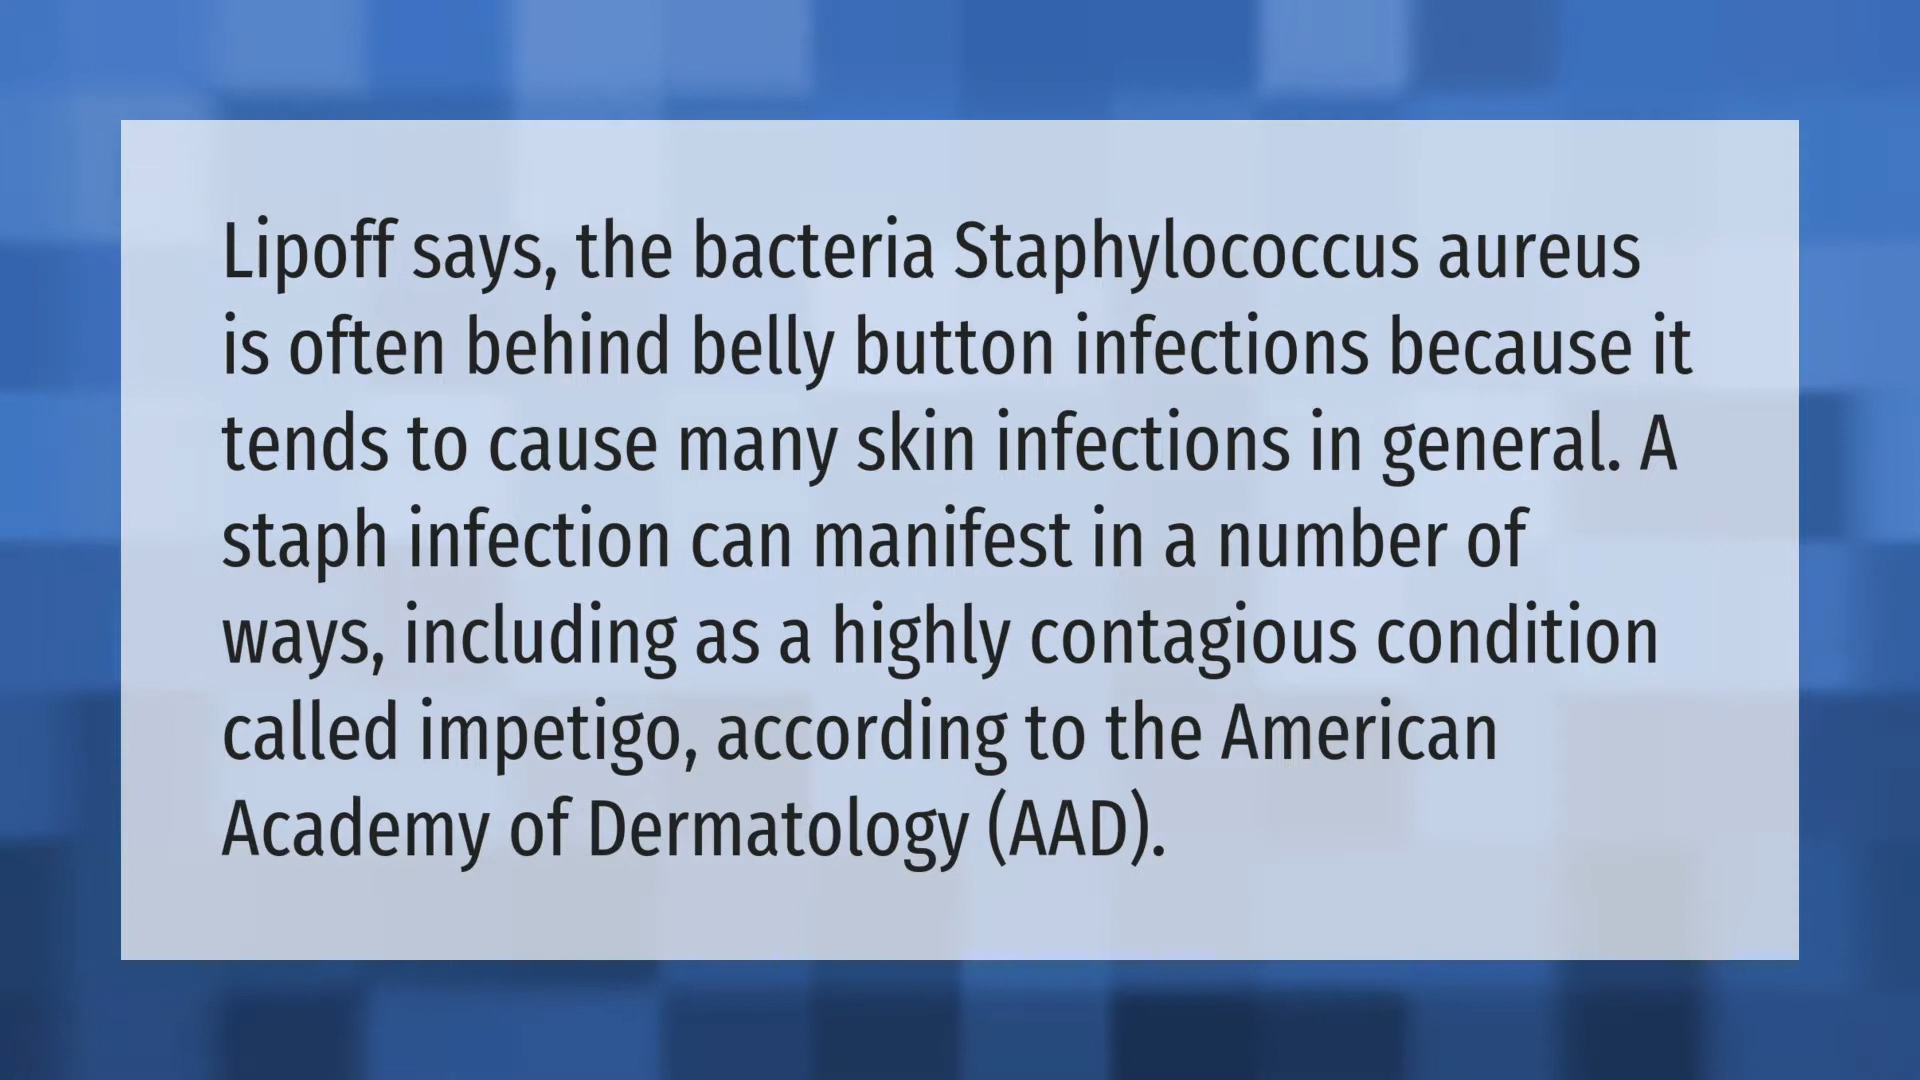 Lipoff says, the bacteria Staphylococcus aureus
is often behind belly button infections because it
tends to cause many skin infections in general. A
staph infection can manifest in a number of
ways, including as a highly contagious condition
called impetigo, according to the American
Academy of Dermatology (AAD).